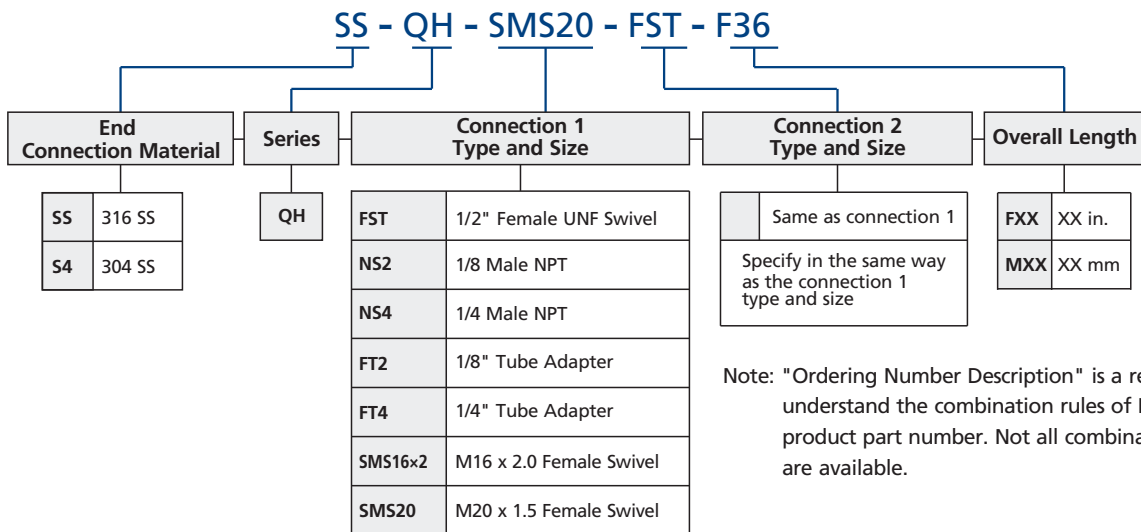 SS - QH - SMS20 - FST - F36
End
Connection Material
Series
Connection 1
Type and Size
Connection 2
Type and Size
Overall Length
SS 316 SS
S4 304 SS
QH
FST 1/2" Female UNF Swivel
NS2 1/8 Male NPT
NS4 1/4 Male NPT
FT2 1/8" Tube Adapter
FT4 1/4" Tube Adapter
SMS16×2 M16 x 2.0 Female Swivel
SMS20 M20 x 1.5 Female Swivel
Same as connection 1
Specify in the same way
as the connection 1
type and size
FXX XX in.
MXX XX mm
Note: "Ordering Number Description" is a
understand the combination rules of
product part number. Not all
are available.